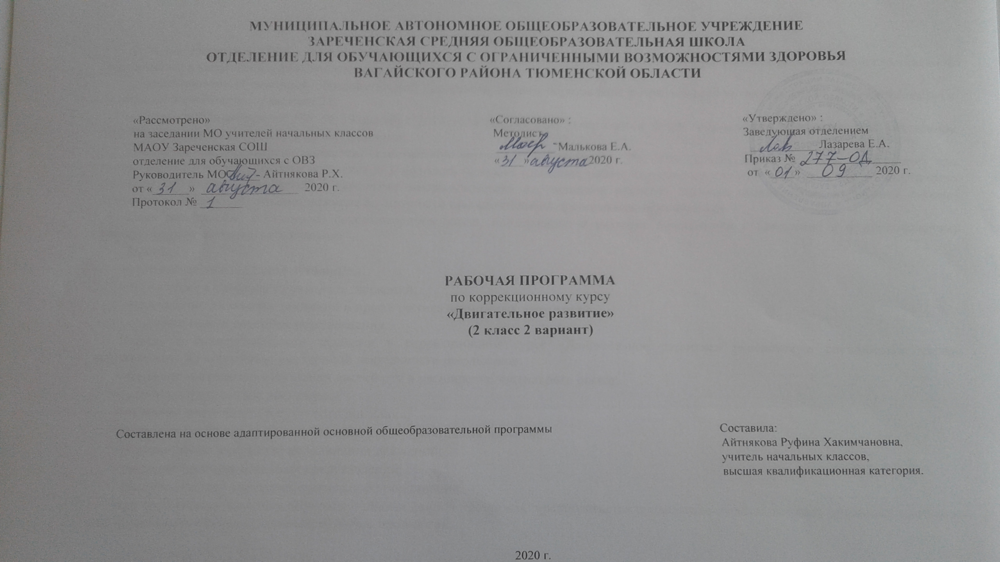 МУНИЦИПАЛЬНОЕ АВТОНОМНОЕ ОБЩЕОБРАЗОВАТЕЛЬНОЕ УЧРЕЖДЕНИЕ
ЗАРЕЧЕНСКАЯ СРЕДНЯЯ ОБЩЕОБРАЗОВАТЕЛЬНАЯ ШКОЛА
ОТДЕЛЕНИЕ ДЛЯ ОБУЧАЮЩИХСЯ С ОГРАНИЧЕННЫМИ ВОЗМОЖНОСТЯМИ ЗДОРОВЬЯ
ВАГАЙСКОГО РАЙОНА ТЮМЕНСКОЙ ОБЛАСТИ
«Рассмотрено»
на заседании МО учителей начальных классов
МАОУ Зареченская СОШ
отделение для обучающихся с ОВЗ
Руководитель МО - Айтнякова Р.Х.
от « 31 » августа 2020 г.
Протокол № 1
«Согласовано» :
Методист
Малькова Е.А.
« 31 » августа 2020 г.
«Утверждено» :
Заведующая отделением
Лазарева Е.А.
Приказ № 277-ОД
от « 01 » 09 2020 г.
РАБОЧАЯ ПРОГРАММА
по коррекционному курсу
«Двигательное развитие»
(2 класс 2 вариант)
Составлена на основе адаптированной основной общеобразовательной программы
Составила:
Айтнякова Руфина Хакимчановна,
учитель начальных классов,
высшая квалификационная категория.
2020 г.